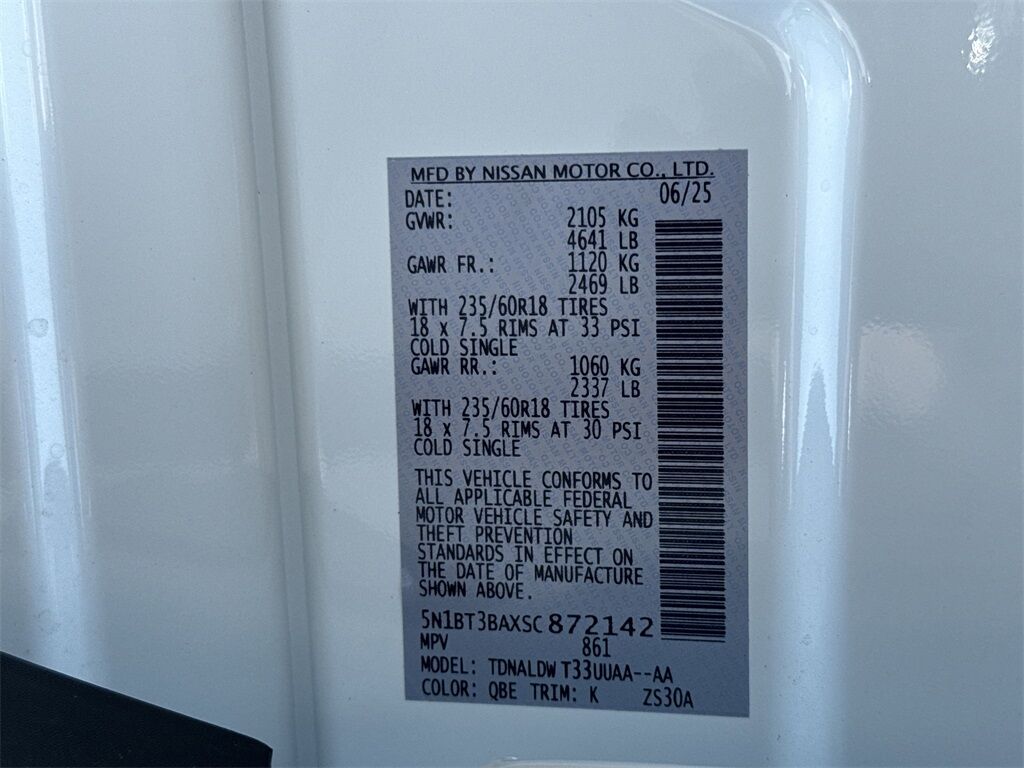 MFD BY NISSAN MOTOR CO., LTD.
DATE: 06/25
GVWR: 2105 KG
4641 LB
GAWR FR.: 1120 KG
2469 LB
WITH 235/60R18 TIRES
18 x 7.5 RIMS AT 33 PSI
COLD SINGLE
GAWR RR.: 1060 KG
2337 LB
WITH 235/60R18 TIRES
18 x 7.5 RIMS AT 30 PSI
COLD SINGLE
THIS VEHICLE CONFORMS TO
ALL APPLICABLE FEDERAL
MOTOR VEHICLE SAFETY AND
THEFT PREVENTION
STANDARDS IN EFFECT ON
THE DATE OF MANUFACTURE
SHOWN ABOVE.
5N1BT3BAXSC872142
MPV 861
MODEL: TDNALDW T33UUAA--AA
COLOR: QBE TRIM: K ZS30A